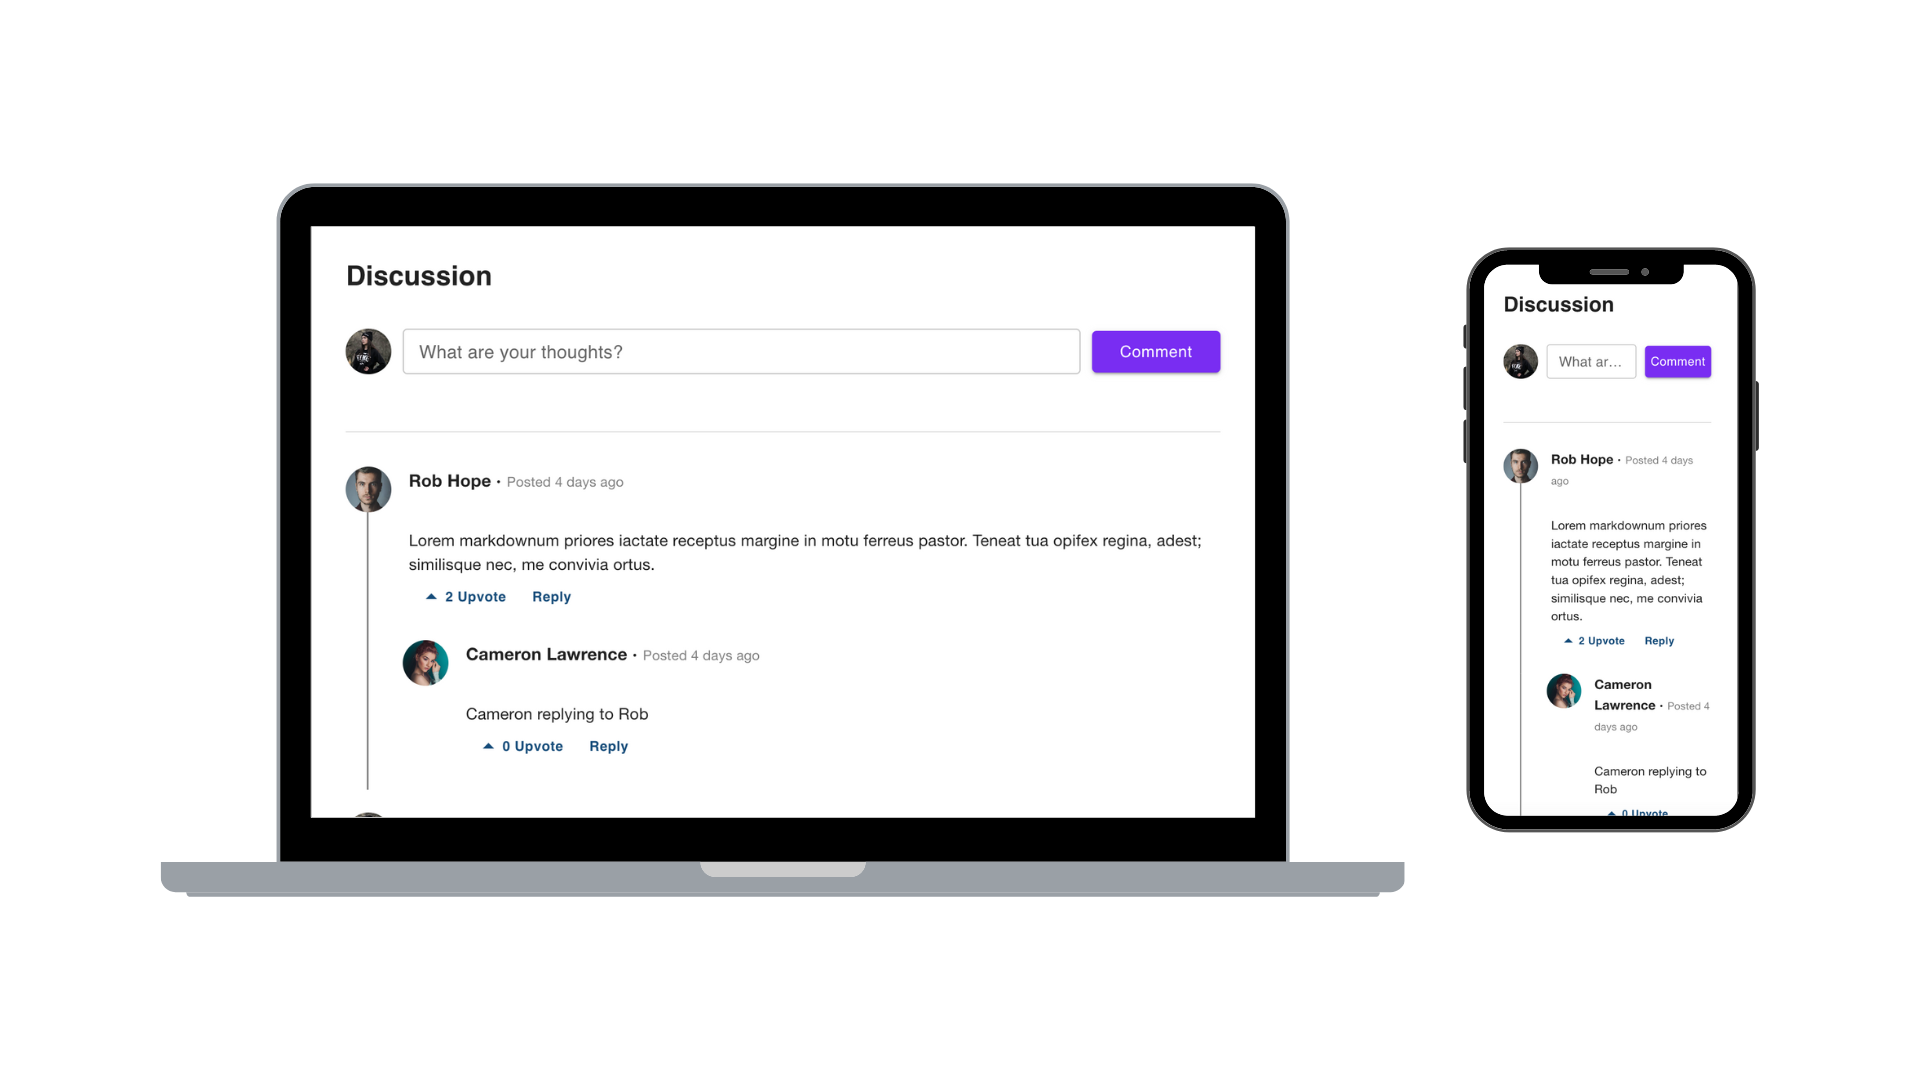 Discussion
What are your thoughts?
Comment
Rob Hope • Posted 4 days ago
Lorem markdownum priores iactate receptus margine in motu ferreus pastor. Teneat tua opifex regina, adest;
similisque nec, me convivia ortus.
2 Upvote Reply
Cameron Lawrence • Posted 4 days ago
Cameron replying to Rob
0 Upvote Reply
Discussion
What ar...
Comment
Rob Hope • Posted 4 days
ago
Lorem markdownum priores
iactate receptus margine in
motu ferreus pastor. Teneat
tua opifex regina, adest;
similisque nec, me convivia
ortus.
2 Upvote Reply
Cameron
Lawrence • Posted 4
days ago
Cameron replying to
Rob
0 Upvote